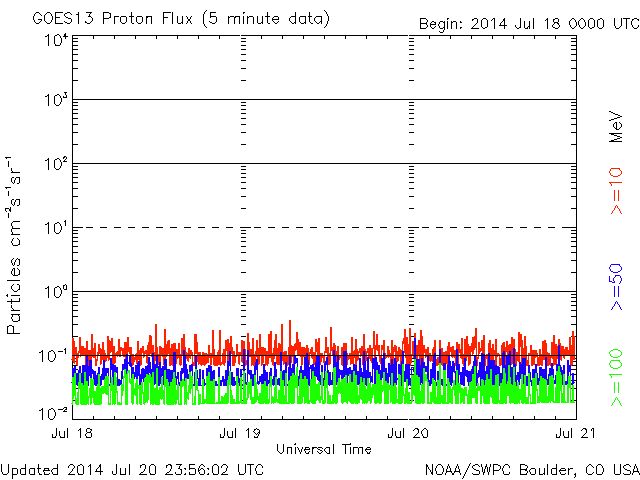 GOES13 Proton Flux (5 minute data)
Begin: 2014 Jul 18 0000 UTC
Particles cm⁻²s⁻¹sr⁻¹
10⁴
10³
10²
10¹
10⁰
10⁻¹
10⁻²
Jul 18 Jul 19 Jul 20 Jul 21
Universal Time
MeV
>=10
>=50
>=100
Updated 2014 Jul 20 23:56:02 UTC
NOAA/SWPC Boulder, CO USA